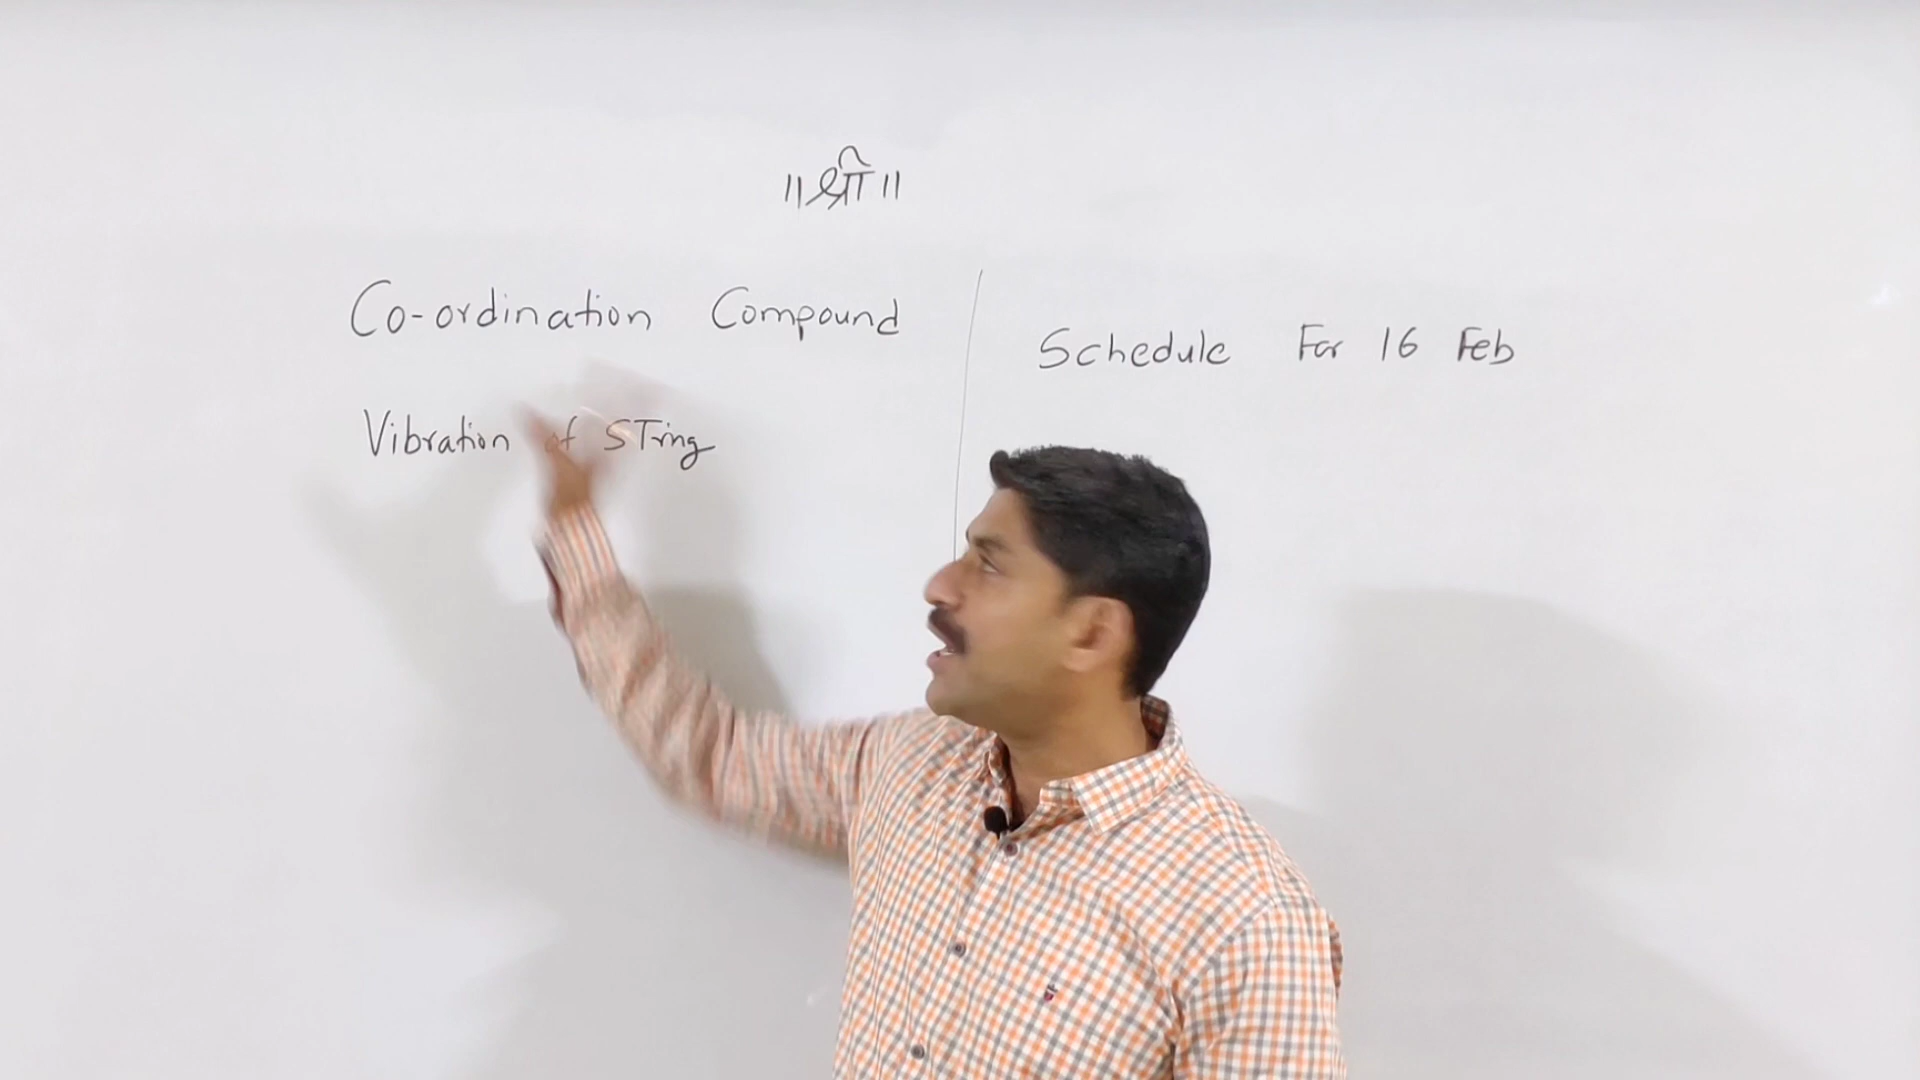 ॥ श्री ॥
Co-ordination Compound
Vibration of STring
Schedule For 16 Feb